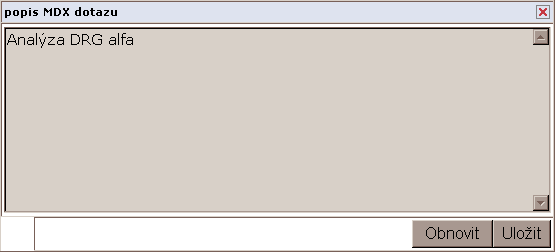 popis MDX dotazu
Analýza DRG alfa
Obnovit Uložit